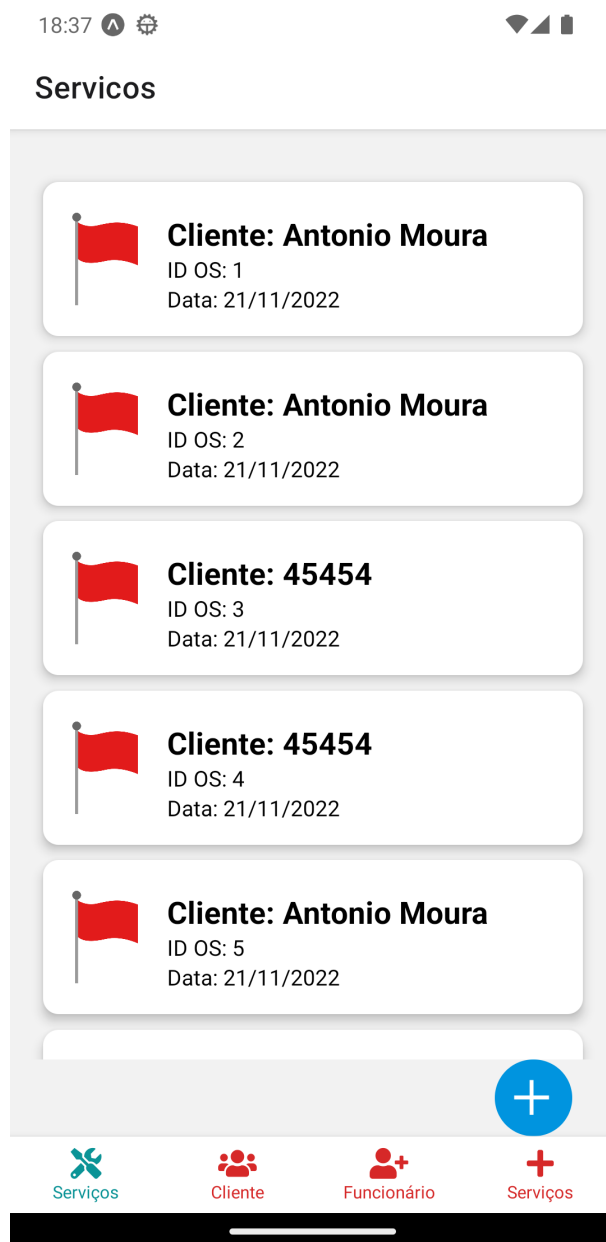 18:37
Servicos
Cliente: Antonio Moura
ID OS: 1
Data: 21/11/2022
Cliente: Antonio Moura
ID OS: 2
Data: 21/11/2022
Cliente: 45454
ID OS: 3
Data: 21/11/2022
Cliente: 45454
ID OS: 4
Data: 21/11/2022
Cliente: Antonio Moura
ID OS: 5
Data: 21/11/2022
Serviços Cliente Funcionário Serviços